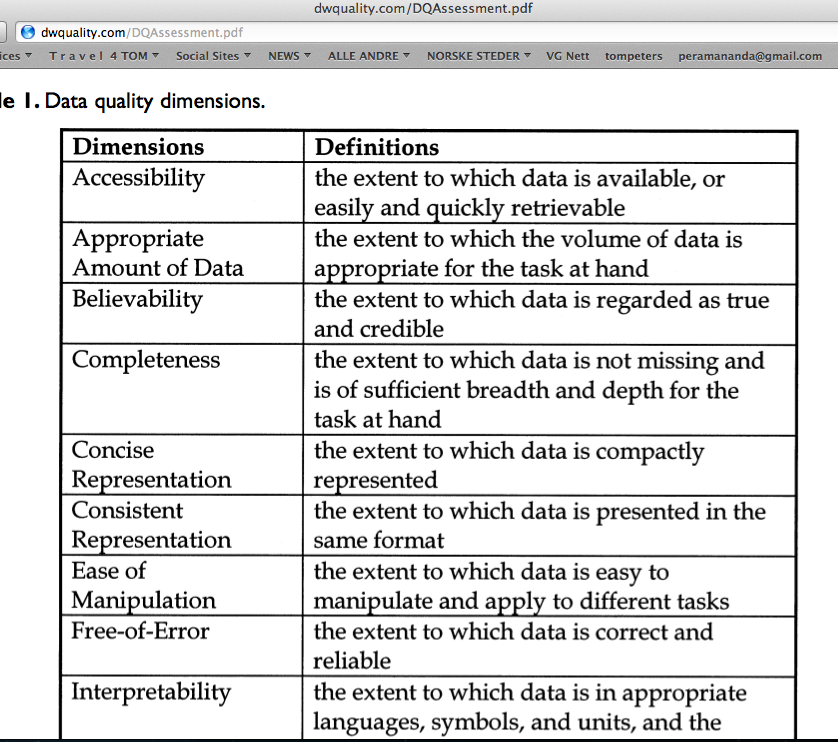 dwquality.com/DQAssessment.pdf
dwquality.com/DQAssessment.pdf
ices Travel 4 TOM Social Sites NEWS ALLE ANDRE NORSKE STEDER VG Nett tompeters peramananda@gmail.com
le 1. Data quality dimensions.
Dimensions Definitions
Accessibility the extent to which data is available, or
easily and quickly retrievable
Appropriate the extent to which the volume of data is
Amount of Data appropriate for the task at hand
Believability the extent to which data is regarded as true
and credible
Completeness the extent to which data is not missing and
is of sufficient breadth and depth for the
task at hand
Concise the extent to which data is compactly
Representation represented
Consistent the extent to which data is presented in the
Representation same format
Ease of the extent to which data is easy to
Manipulation manipulate and apply to different tasks
Free-of-Error the extent to which data is correct and
reliable
Interpretability the extent to which data is in appropriate
languages, symbols, and units, and the